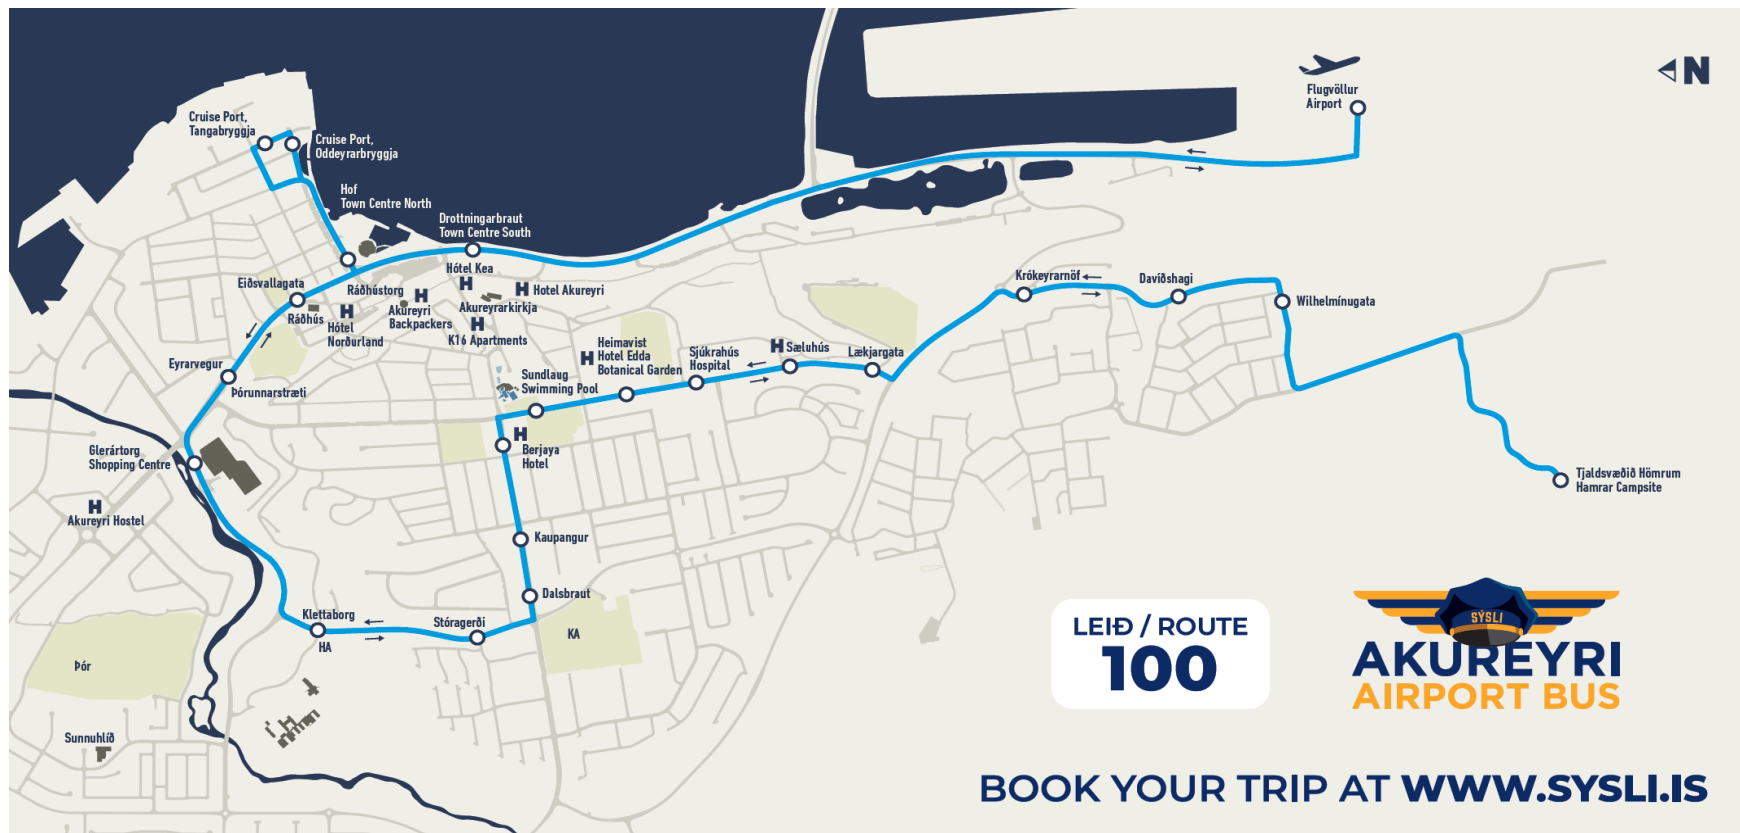 N
Flugvöllur
Airport
Cruise Port,
Tangabryggja
Cruise Port,
Oddeyrarbryggja
Hof
Town Centre North
Drottningarbraut
Town Centre South
Hótel Kea
Hotel Akureyri
H
H
Eiðsvallagata
Ráðhústorg
H
Akureyri
Backpackers
Akureyrarkirkja
Ráðhús
H
Hótel
Norðurland
H
K16 Apartments
Krókeyrarnöf
Davíðshagi
Wilhelmínugata
Eyrarvegur
Þórunnarstræti
H
Heimavist
Hotel Edda
Botanical Garden
Sjúkrahús
Hospital
H Sæluhús
Lækjargata
Sundlaug
Swimming Pool
H
Berjaya
Hotel
Glerártorg
Shopping Centre
H
Akureyri Hostel
Tjaldsvæðið Hömrum
Hamrar Campsite
Kaupangur
Dalsbraut
Klettaborg
HA
Stóragerði
KA
Þór
Sunnuhlíð
LEIÐ / ROUTE
100
SÝSLI
AKUREYRI
AIRPORT BUS
BOOK YOUR TRIP AT WWW.SYSLI.IS